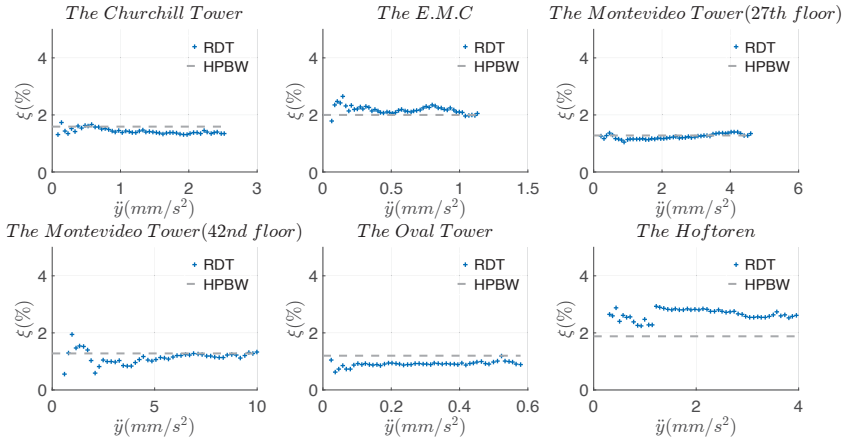 The Churchill Tower
RDT
HPBW
4
2
0
ξ(%)
0 1 2 3
ÿ(mm/s²)
The E.M.C
RDT
HPBW
4
2
0
ξ(%)
0 0.5 1 1.5
ÿ(mm/s²)
The Montevideo Tower(27th floor)
RDT
HPBW
4
2
0
ξ(%)
0 2 4 6
ÿ(mm/s²)
The Montevideo Tower(42nd floor)
RDT
HPBW
4
2
0
ξ(%)
0 5 10
ÿ(mm/s²)
The Oval Tower
RDT
HPBW
4
2
0
ξ(%)
0 0.2 0.4 0.6
ÿ(mm/s²)
The Hoftoren
RDT
HPBW
4
2
0
ξ(%)
0 1 2 3 4
ÿ(mm/s²)